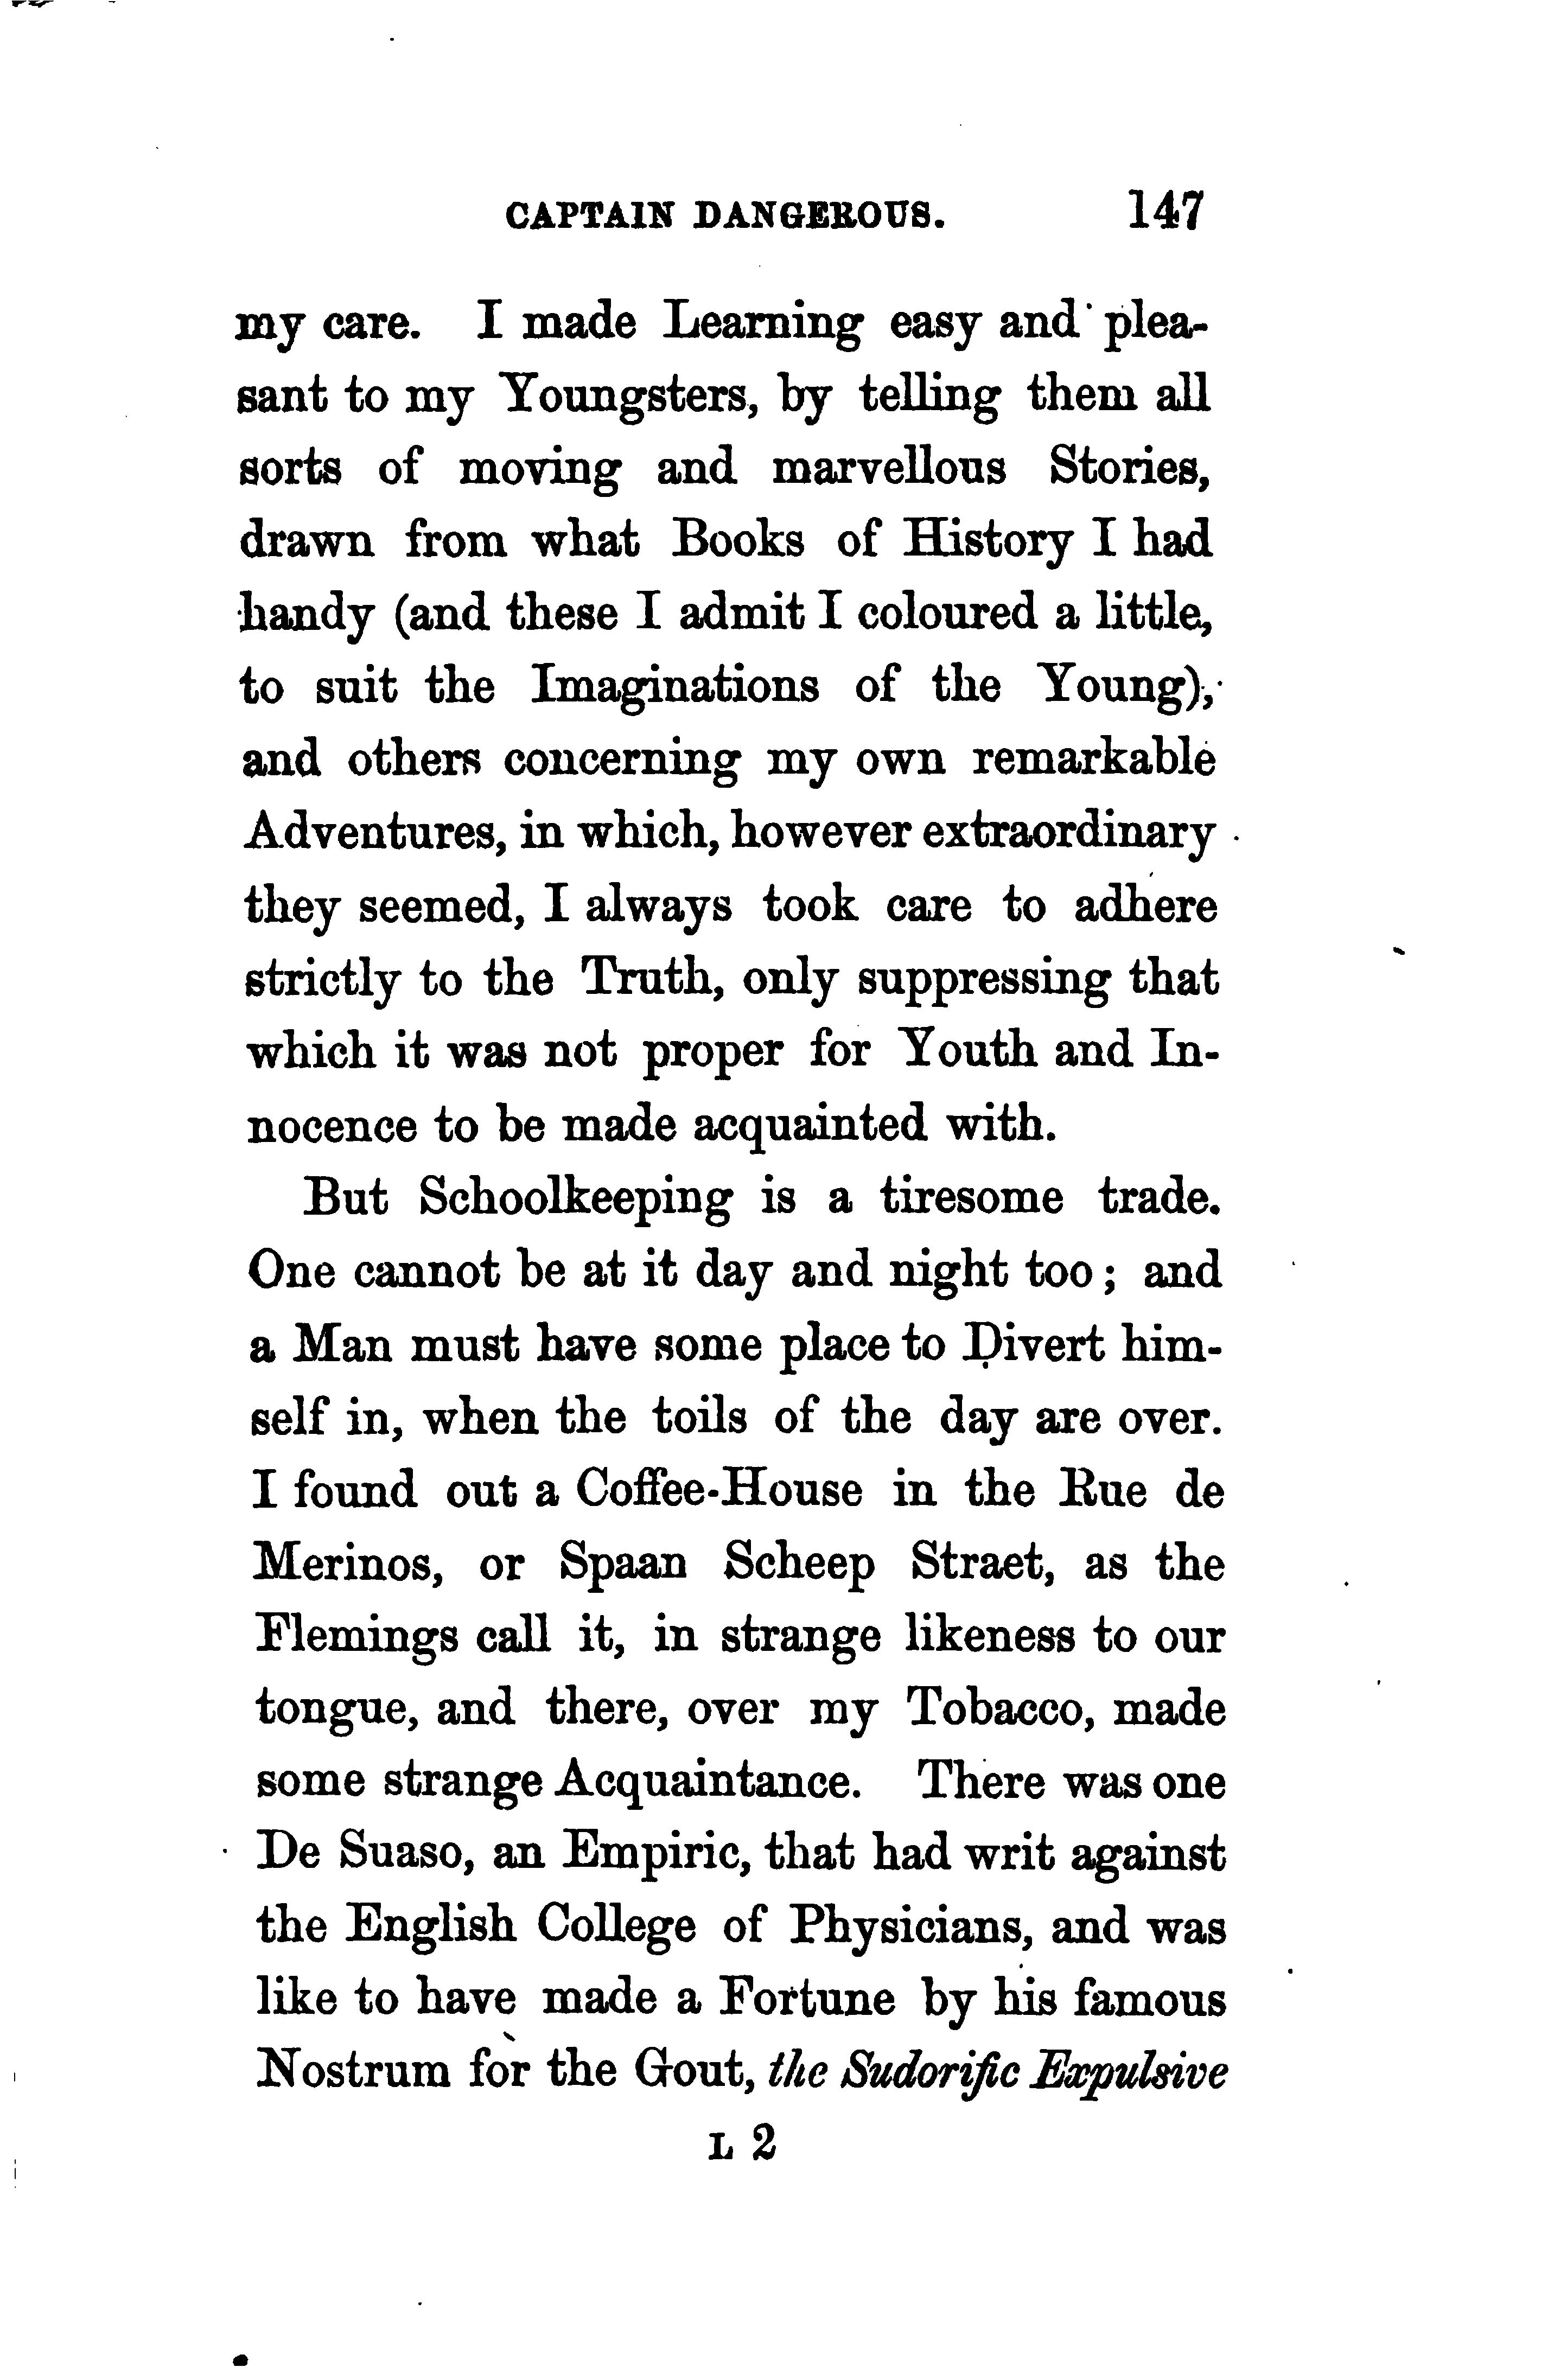 CAPTAIN DANGEROUS. 147
my care. I made Learning easy and plea-
sant to my Youngsters, by telling them all
sorts of moving and marvellous Stories,
drawn from what Books of History I had
handy (and these I admit I coloured a little,
to suit the Imaginations of the Young),
and others concerning my own remarkable
Adventures, in which, however extraordinary
they seemed, I always took care to adhere
strictly to the Truth, only suppressing that
which it was not proper for Youth and In-
nocence to be made acquainted with.
But Schoolkeeping is a tiresome trade.
One cannot be at it day and night too; and
a Man must have some place to Divert him-
self in, when the toils of the day are over.
I found out a Coffee-House in the Rue de
Merinos, or Spaan Scheep Straet, as the
Flemings call it, in strange likeness to our
tongue, and there, over my Tobacco, made
some strange Acquaintance. There was one
De Suaso, an Empiric, that had writ against
the English College of Physicians, and was
like to have made a Fortune by his famous
Nostrum for the Gout, the Sudorific Expulsive
L 2